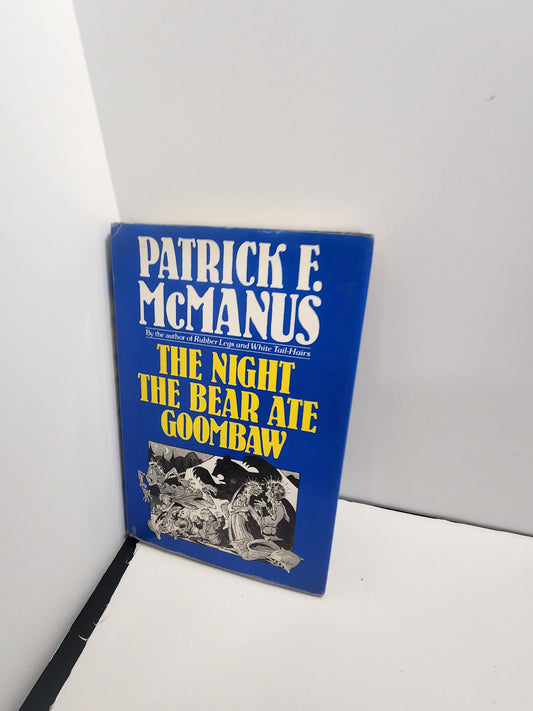 PATRICK F.
McMANUS
By the author of Rubber Legs and White Tail-Hairs
THE NIGHT
THE BEAR ATE
GOOMBAW